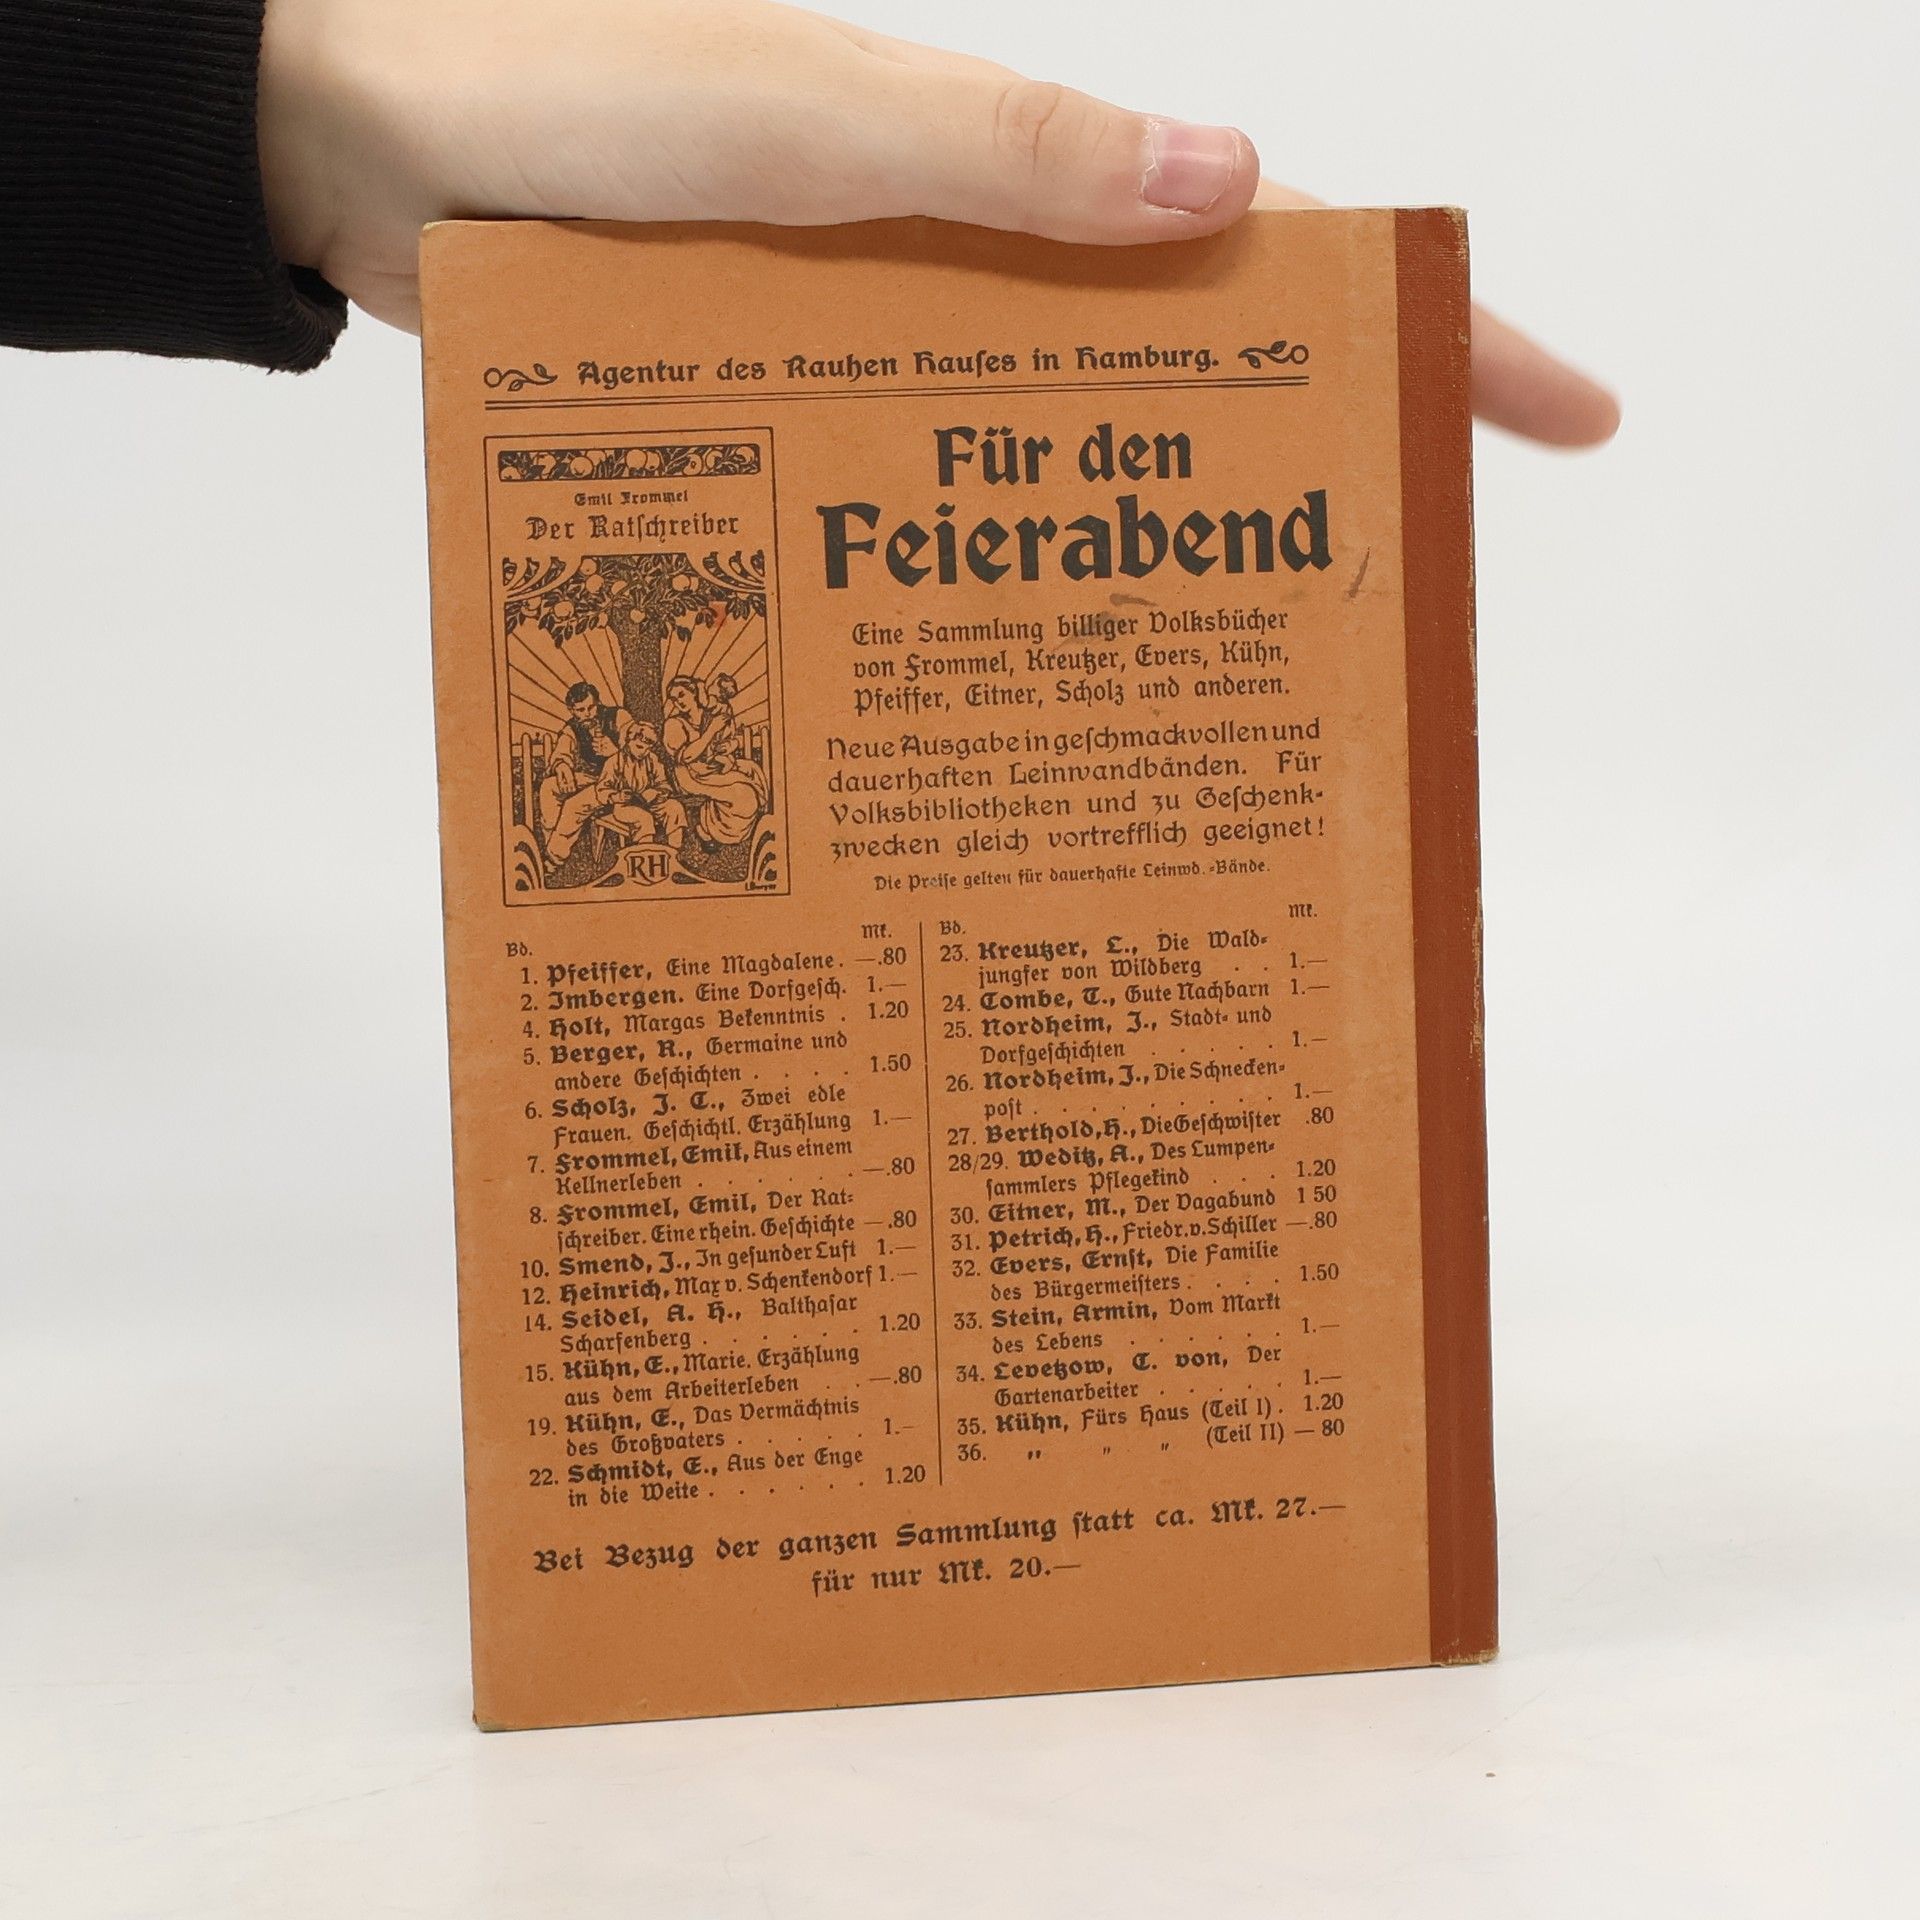 Agentur des Rauhen Hauses in Hamburg.
Emil Frommel
Der Ratschreiber
RH
Für den
Feierabend
Eine Sammlung billiger Volksbücher
von Frommel, Kreutzer, Evers, Kühn,
Pfeiffer, Eitner, Scholz und anderen.
Neue Ausgabe in geschmackvollen und
dauerhaften Leinwandbänden. Für
Volksbibliotheken und zu Geschenk-
zwecken gleich vortrefflich geeignet!
Die Preise gelten für dauerhafte Leinwd.-Bände.
Bd. Mk.
1. Pfeiffer, Eine Magdalene. —.80
2. Imbergen. Eine Dorfgesch. 1.—
4. Holt, Margas Bekenntnis . 1.20
5. Berger, R., Germaine und
andere Geschichten . . . . 1.50
6. Scholz, J. T., Zwei edle
Frauen. Geschichtl. Erzählung 1.—
7. Frommel, Emil, Aus einem
Kellnerleben . . . . . . —.80
8. Frommel, Emil, Der Rat-
schreiber. Eine rhein. Geschichte —.80
10. Smend, J., In gesunder Luft 1.—
12. Heinrich, Max v. Schenkendorf 1.—
14. Seidel, A. H., Balthasar
Scharfenberg . . . . . . 1.20
15. Kühn, E., Marie. Erzählung
aus dem Arbeiterleben . . —.80
19. Kühn, E., Das Vermächtnis
des Großvaters . . . . . 1.—
22. Schmidt, E., Aus der Enge
in die Weite . . . . . . 1.20
Bd. Mk.
23. Kreutzer, L., Die Wald-
jungfer von Wildberg . . 1.—
24. Combe, T., Gute Nachbarn 1.—
25. Nordheim, J., Stadt- und
Dorfgeschichten . . . . . 1.—
26. Nordheim, J., Die Schnecken-
post . . . . . . . . . 1.—
27. Berthold, H., Die Geschwister .80
28/29. Weditz, A., Des Lumpen-
sammlers Pflegekind . . . 1.20
30. Eitner, M., Der Vagabund 1 50
31. Petrich, H., Friedr. v. Schiller —.80
32. Evers, Ernst, Die Familie
des Bürgermeisters . . . . 1.50
33. Stein, Armin, Vom Markt
des Lebens . . . . . . 1.—
34. Levetzow, C. von, Der
Gartenarbeiter . . . . . 1.—
35. Kühn, Fürs Haus (Teil I) . 1.20
36. „ „ „ (Teil II) — 80
Bei Bezug der ganzen Sammlung statt ca. Mk. 27.—
für nur Mk. 20.—